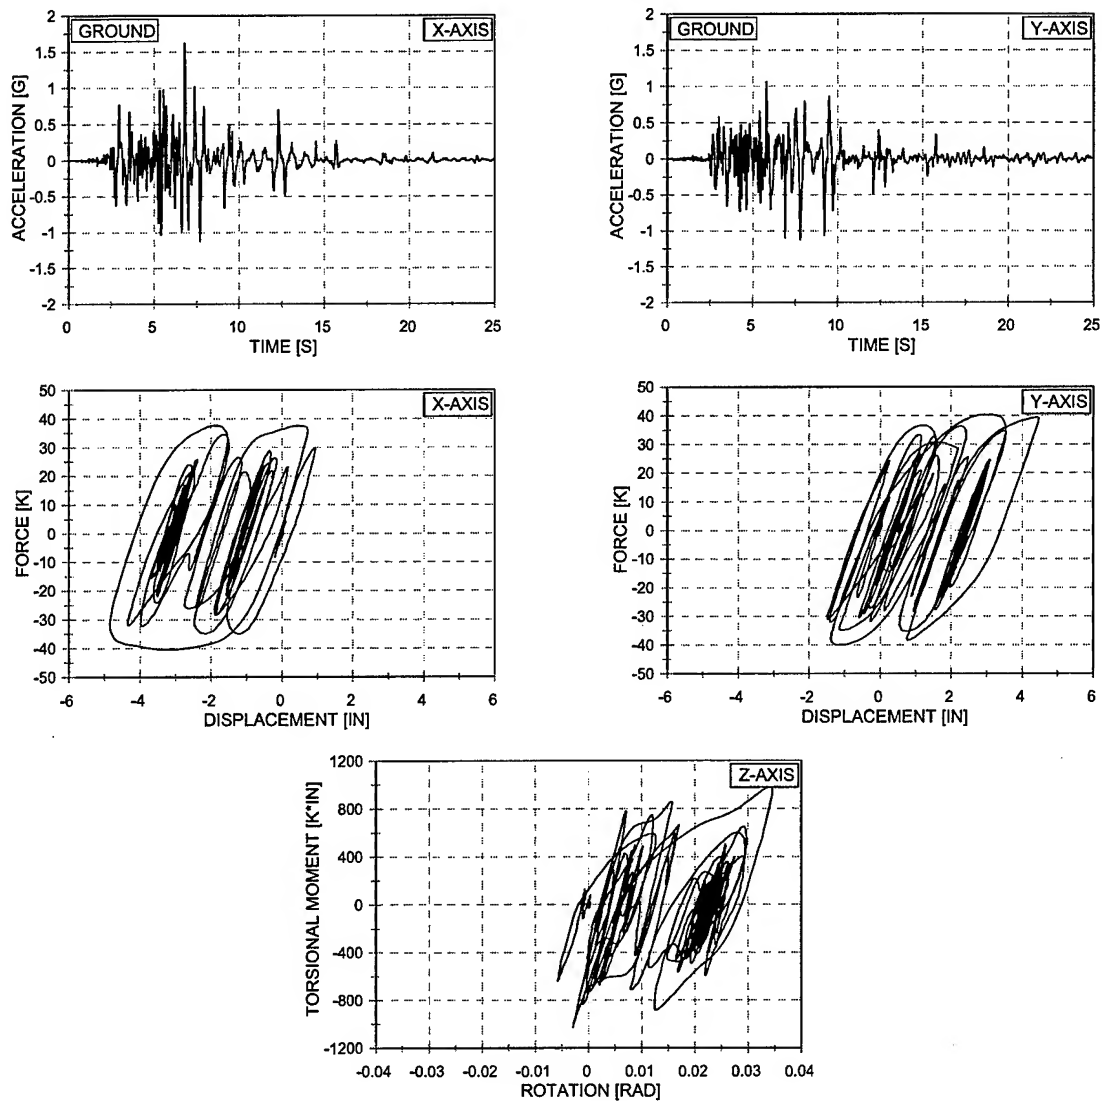 GROUND X-AXIS
2
1.5
1
0.5
0
-0.5
-1
-1.5
-2
ACCELERATION [G]
0 5 10 15 20 25
TIME [S]
GROUND Y-AXIS
2
1.5
1
0.5
0
-0.5
-1
-1.5
-2
ACCELERATION [G]
0 5 10 15 20 25
TIME [S]
X-AXIS
50
40
30
20
10
0
-10
-20
-30
-40
-50
FORCE [K]
-6 -4 -2 0 2 4 6
DISPLACEMENT [IN]
Y-AXIS
50
40
30
20
10
0
-10
-20
-30
-40
-50
FORCE [K]
-6 -4 -2 0 2 4 6
DISPLACEMENT [IN]
Z-AXIS
1200
800
400
0
-400
-800
-1200
TORSIONAL MOMENT [K*IN]
-0.04 -0.03 -0.02 -0.01 0 0.01 0.02 0.03 0.04
ROTATION [RAD]